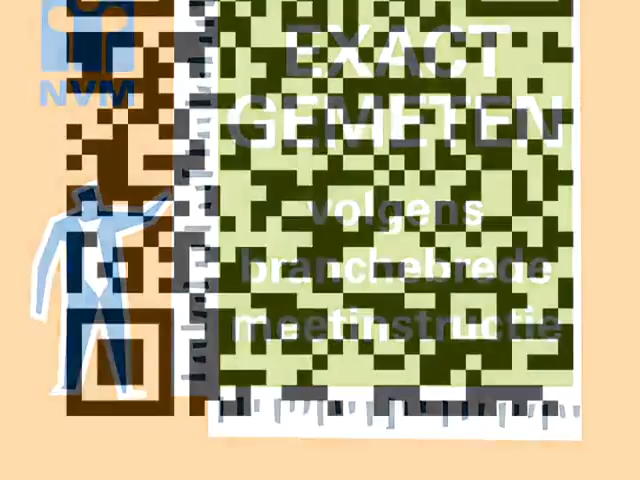 NVM
EXACT
GEMETEN
volgens
branchebrede
meetinstructie